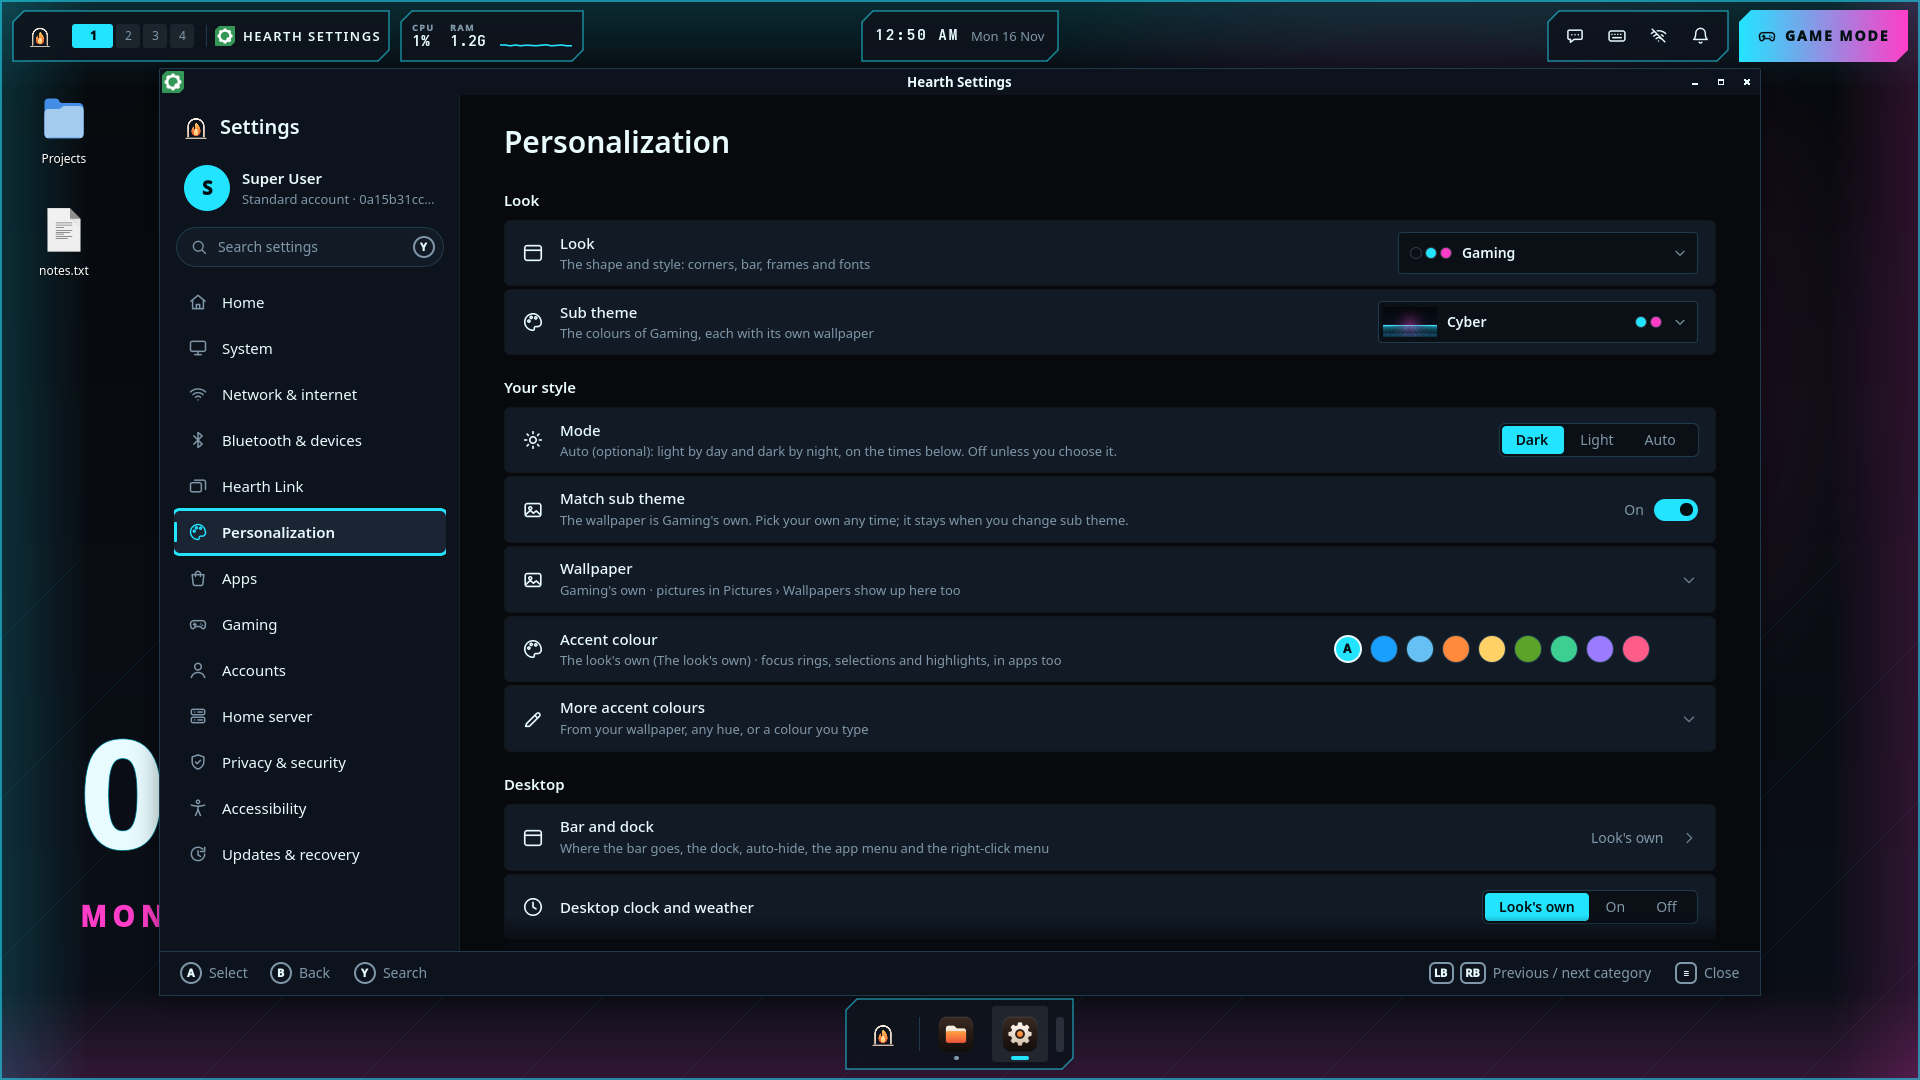 1 2 3 4 HEARTH SETTINGS
CPU RAM
1% 1.2G
12:50 AM Mon 16 Nov
GAME MODE
Hearth Settings
Projects
notes.txt
0
MON
Settings
S
Super User
Standard account · 0a15b31cc...
Search settings Y
Home
System
Network & internet
Bluetooth & devices
Hearth Link
Personalization
Apps
Gaming
Accounts
Home server
Privacy & security
Accessibility
Updates & recovery
Personalization
Look
Look
The shape and style: corners, bar, frames and fonts
Gaming
Sub theme
The colours of Gaming, each with its own wallpaper
Cyber
Your style
Mode
Auto (optional): light by day and dark by night, on the times below. Off unless you choose it.
Dark Light Auto
Match sub theme
The wallpaper is Gaming's own. Pick your own any time; it stays when you change sub theme.
On
Wallpaper
Gaming's own · pictures in Pictures › Wallpapers show up here too
Accent colour
The look's own (The look's own) · focus rings, selections and highlights, in apps too
A
More accent colours
From your wallpaper, any hue, or a colour you type
Desktop
Bar and dock
Where the bar goes, the dock, auto-hide, the app menu and the right-click menu
Look's own
Desktop clock and weather
Look's own On Off
A Select B Back Y Search
LB RB Previous / next category ≡ Close